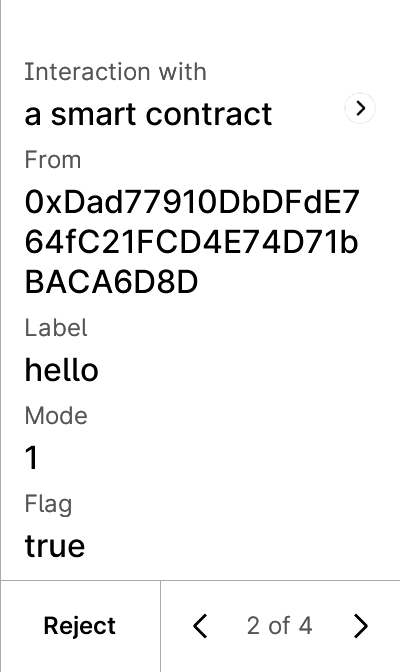 Interaction with
a smart contract
From
0xDad77910DbDFdE7
64fC21FCD4E74D71b
BACA6D8D
Label
hello
Mode
1
Flag
true
Reject
2 of 4